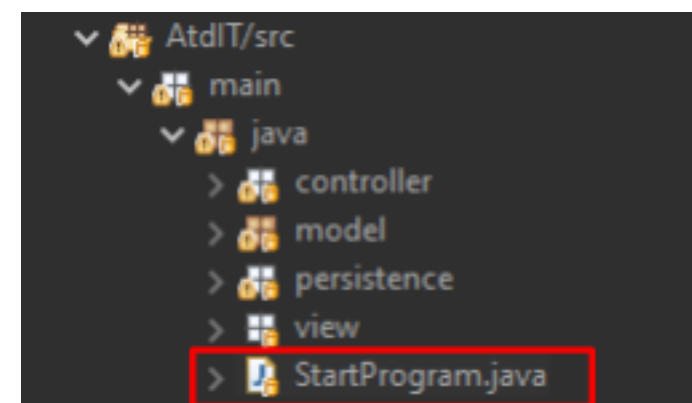 AtdIT/src
main
java
controller
model
persistence
view
StartProgram.java